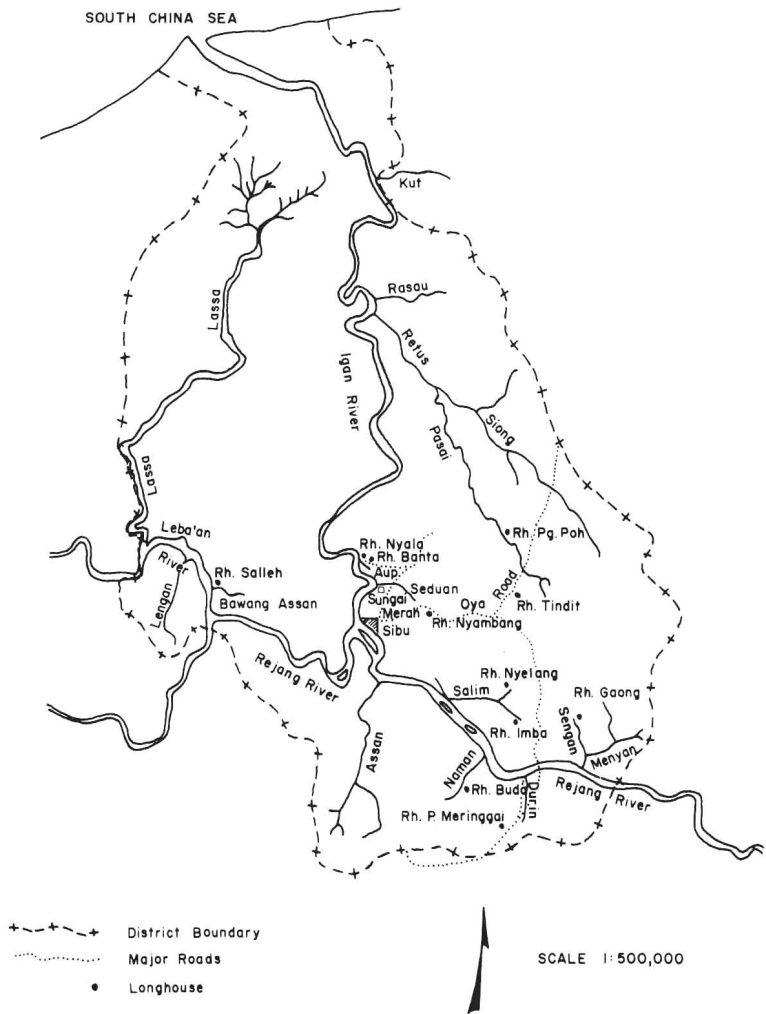 SOUTH CHINA SEA
Kut
Lassa
Rasau
Retus
Igan River
Siong
Pasai
Lassa
Leba'an
River
Lengan
Rh. Salleh
Bawang Assan
Rh. Nyala
Rh. Banta
Aup
Seduan
Sungai
Merah
Sibu
Rh. Nyambang
Oya
Road
Rh. Pg. Poh
Rh. Tindit
Rejang River
Assan
Salim
Rh. Nyelang
Rh. Imba
Rh. Gaong
Sengan
Menyan
Naman
Rh. Buda
Durin
Rejang
River
Rh. P. Meringgai
District Boundary
Major Roads
Longhouse
SCALE 1:500,000